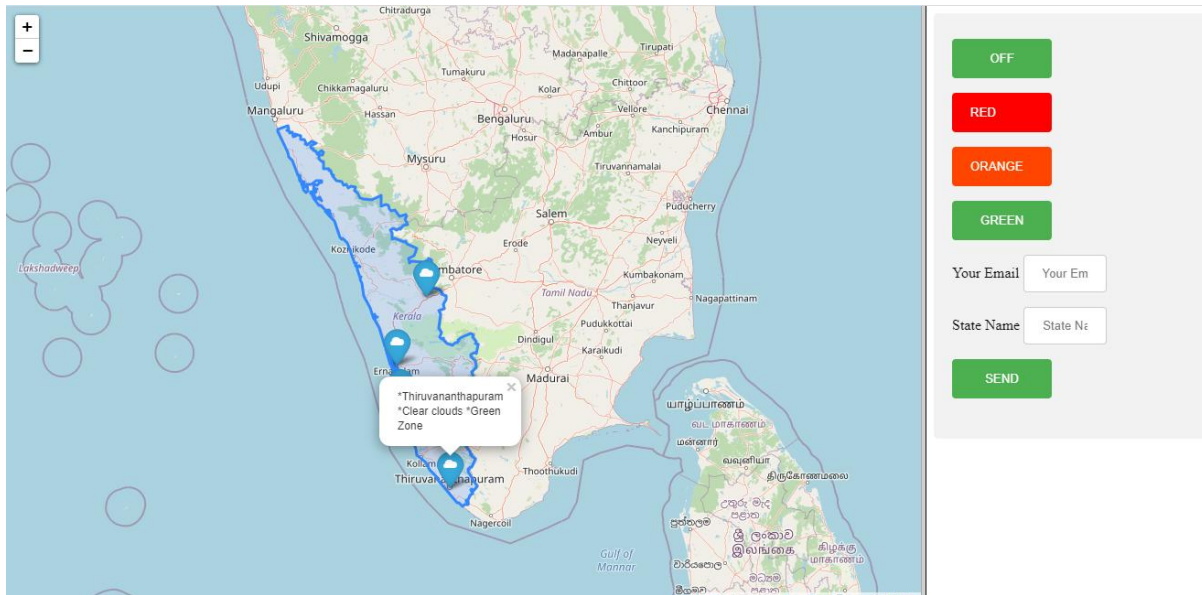 +
−
Chitradurga
Shivamogga
Madanapalle
Tirupati
Tumakuru
Chittoor
Udupi
Chikkamagaluru
Kolar
Mangaluru
Hassan
Bengaluru
Vellore
Chennai
Hosur
Ambur
Kanchipuram
Mysuru
Tiruvannamalai
Salem
Puducherry
Kozhikode
Erode
Neyveli
Lakshadweep
Kumbakonam
Tamil Nadu
Thanjavur
Nagapattinam
Kerala
Pudukkottai
Dindigul
Karaikudi
Madurai
×
*Thiruvananthapuram
*Clear clouds *Green
Zone
யாழ்ப்பாணம்
வட மாகாணம்
மன்னார்
வவுனியா
Kollam
Thoothukudi
திருகோணமலை
Nagercoil
ශ්‍රී ලංකාව
இலங்கை
Gulf of
Mannar
OFF
RED
ORANGE
GREEN
Your Email
Your Em
State Name
State Na
SEND